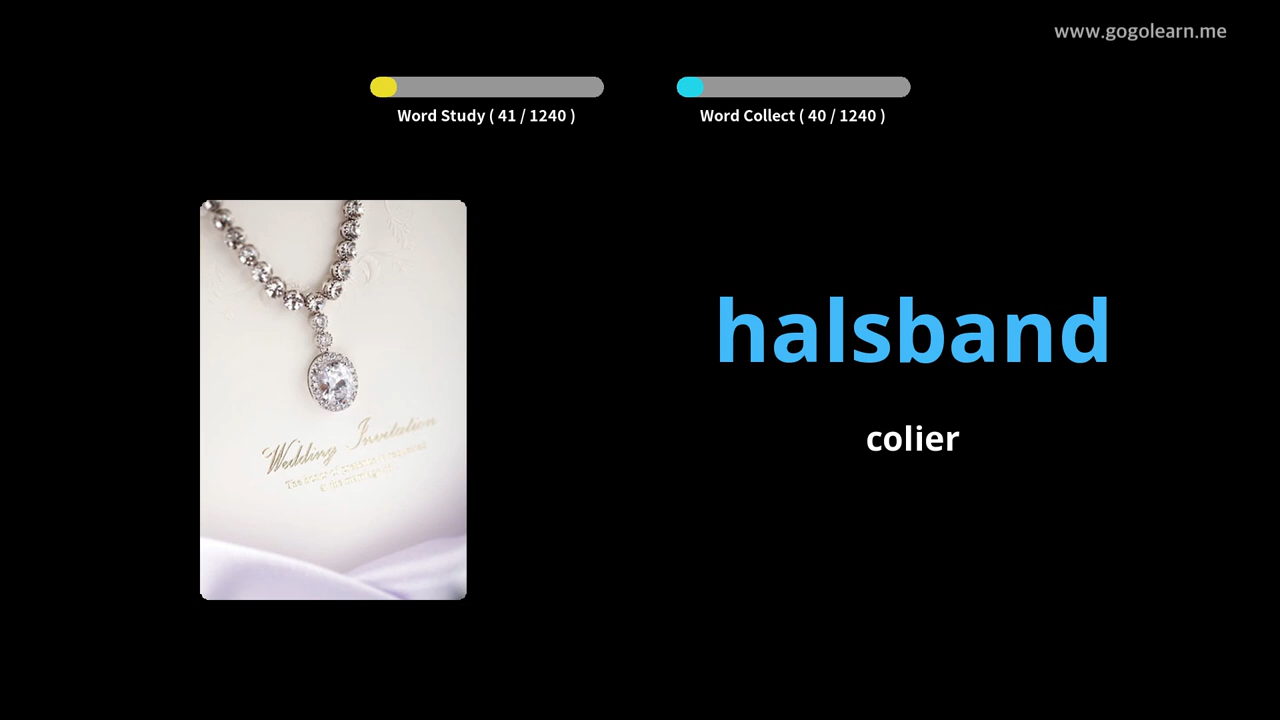 www.gogolearn.me
Word Study ( 41 / 1240 )
Word Collect ( 40 / 1240 )
halsband
colier
Wedding Invitation